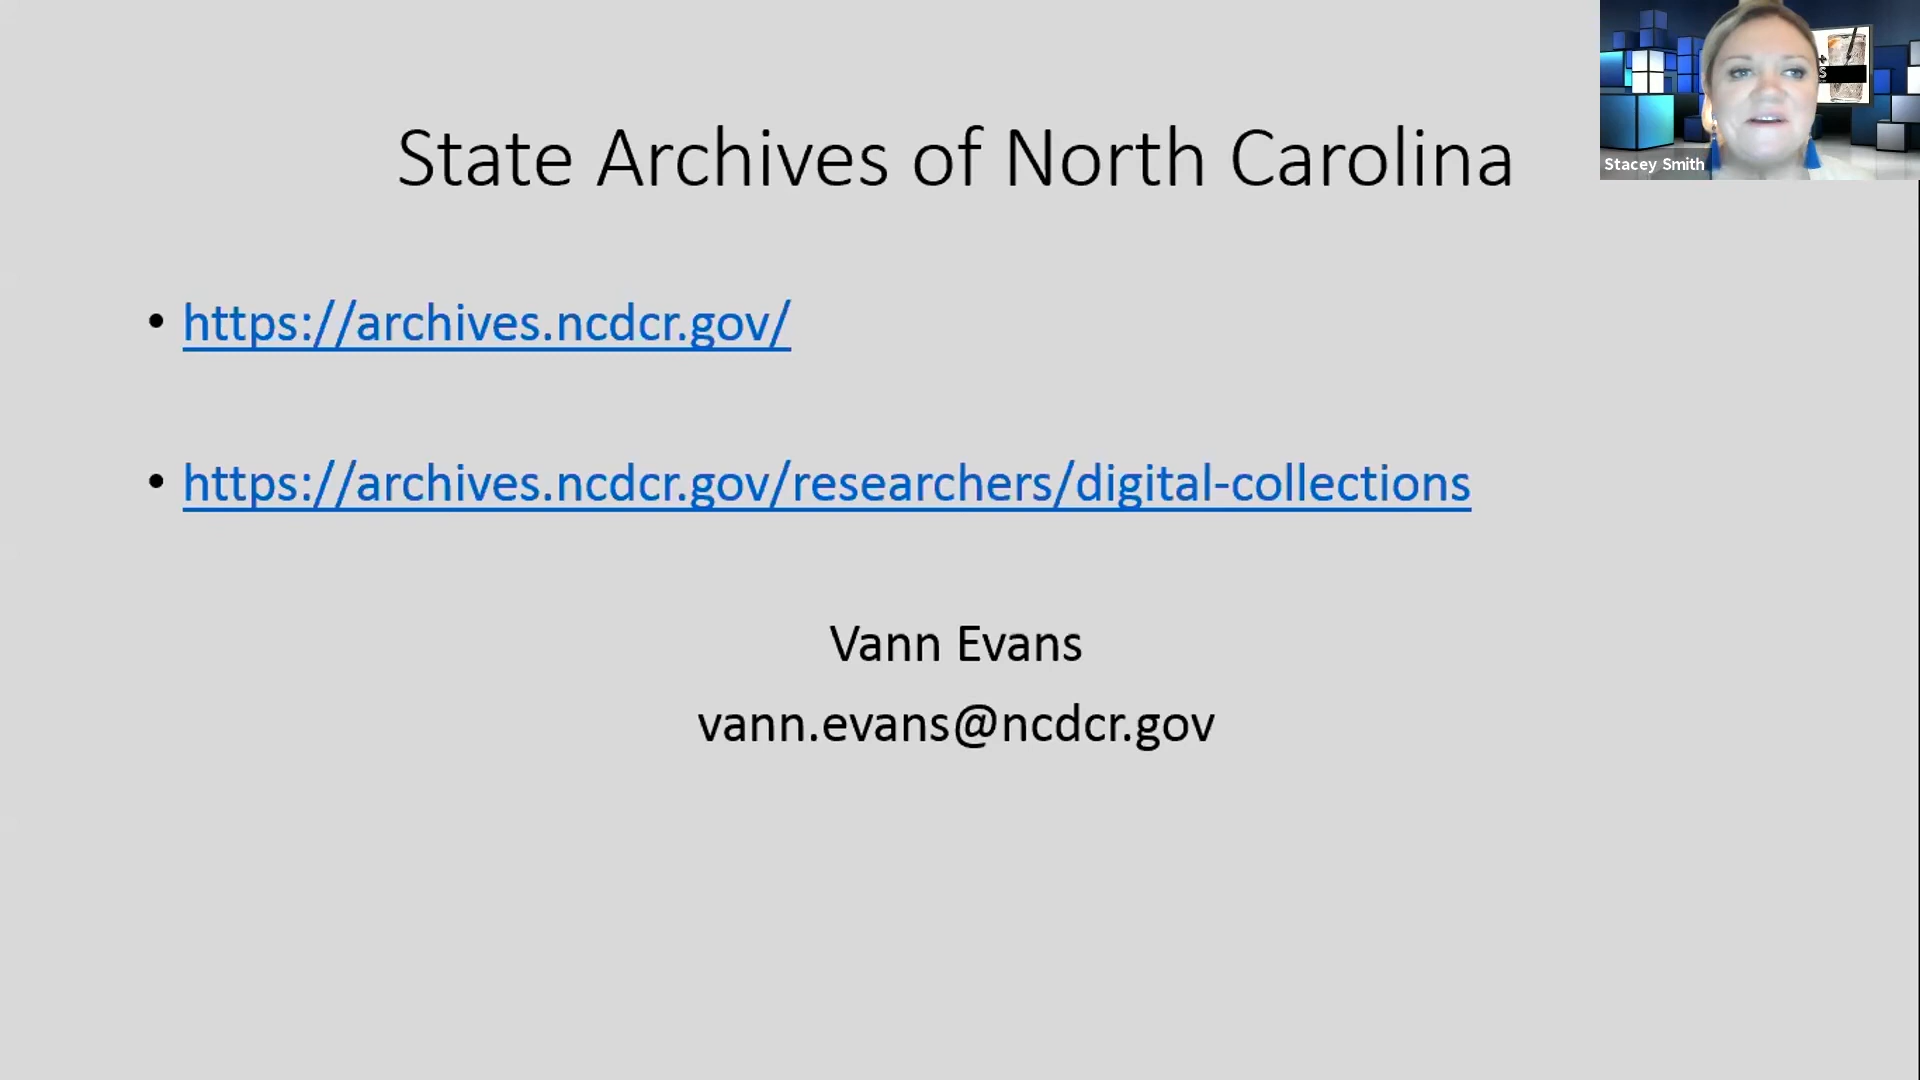 State Archives of North Carolina
• https://archives.ncdcr.gov/
• https://archives.ncdcr.gov/researchers/digital-collections
Vann Evans
vann.evans@ncdcr.gov
Stacey Smith